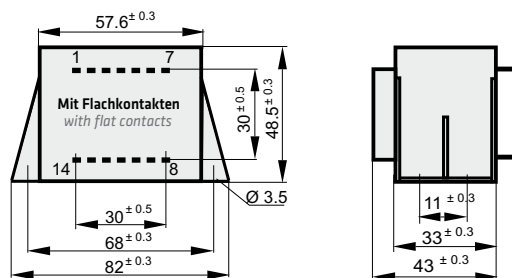 57.6± 0.3
1 7
Mit Flachkontakten
with flat contacts
30 ± 0.5
48.5± 0.3
14 8
Ø 3.5
30 ± 0.5
68± 0.3
82± 0.3
11 ± 0.3
33± 0.3
43 ± 0.3